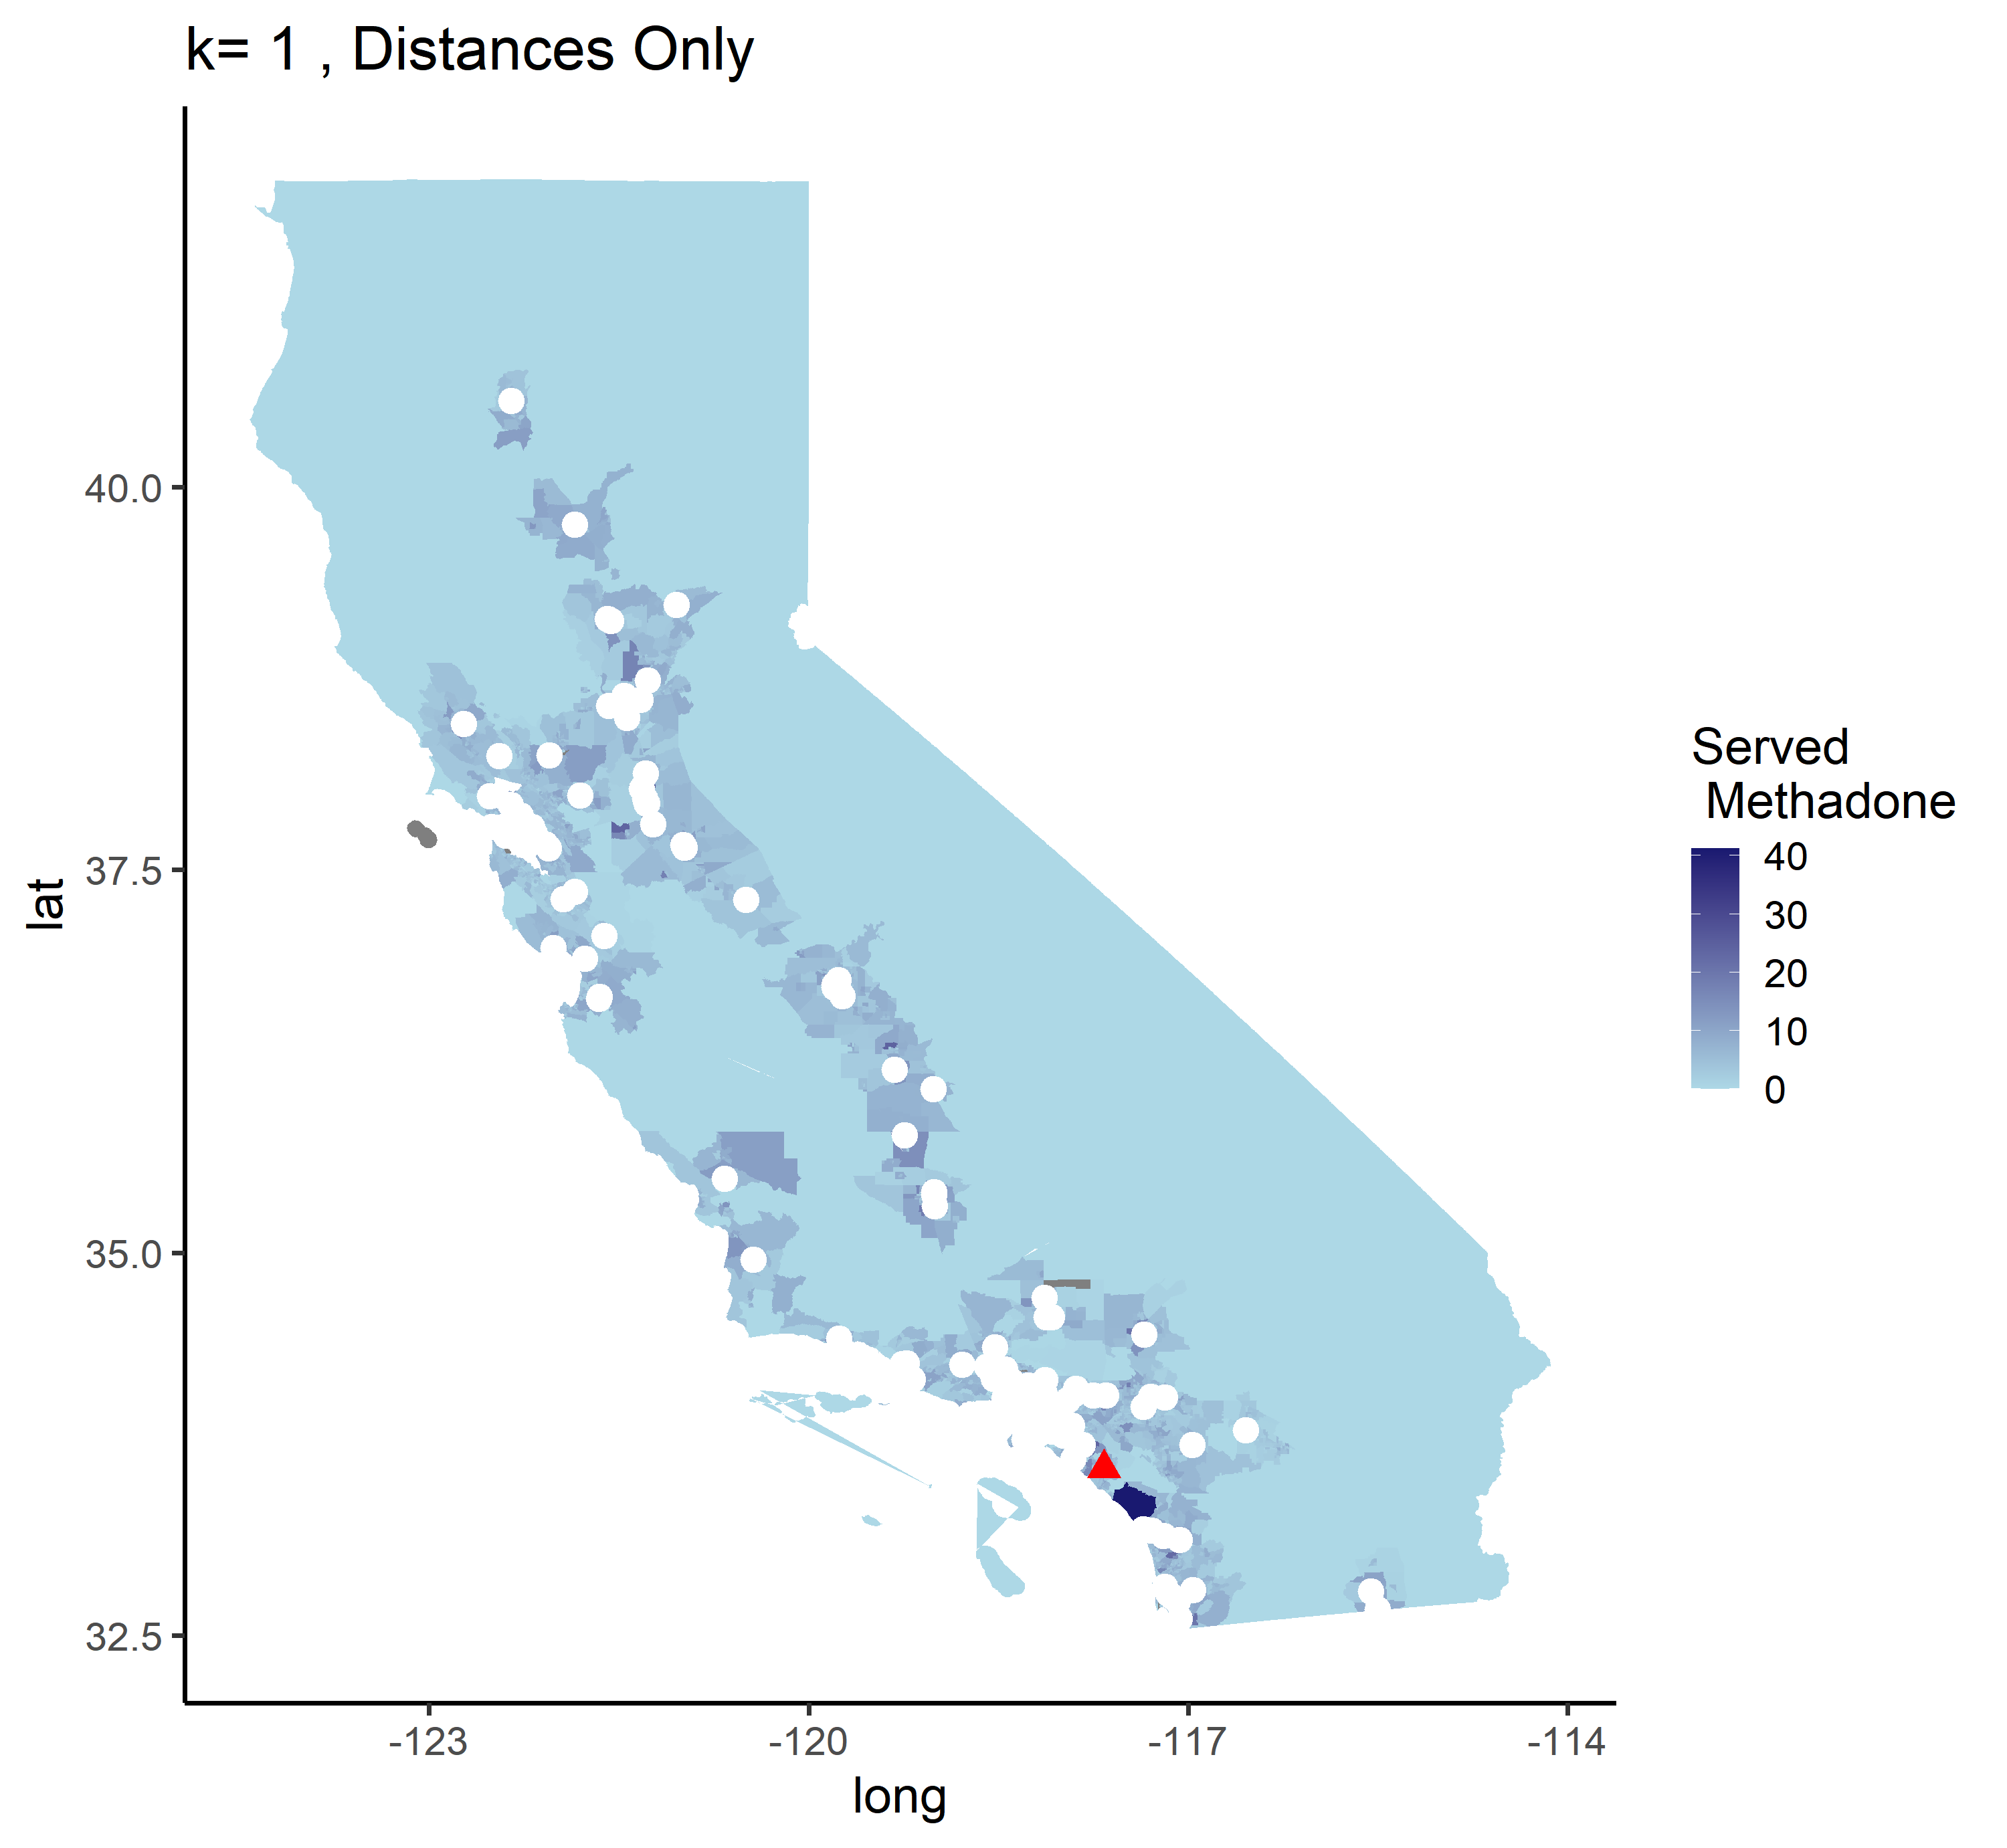 k= 1 , Distances Only
40.0
37.5
35.0
32.5
lat
-123
-120
-117
-114
long
Served
Methadone
40
30
20
10
0